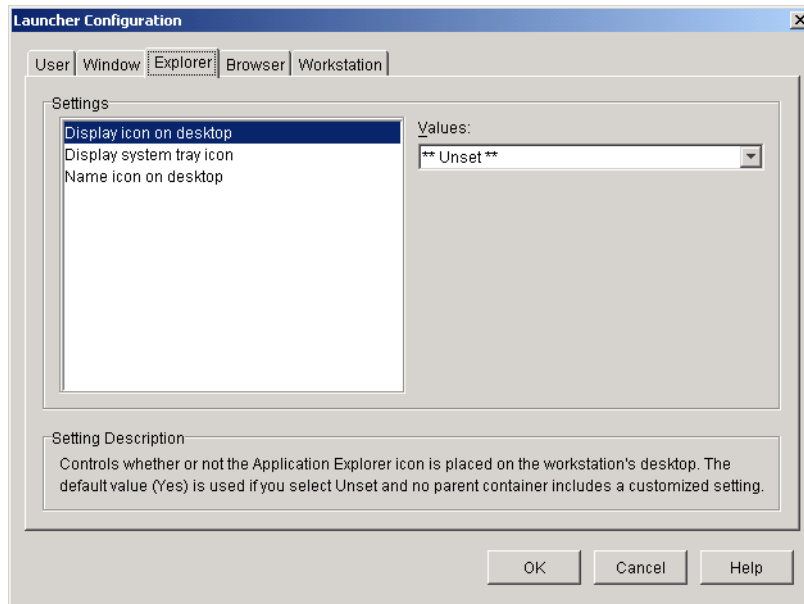 Launcher Configuration
User Window Explorer Browser Workstation
Settings
Display icon on desktop
Display system tray icon
Name icon on desktop
Values:
** Unset **
Setting Description
Controls whether or not the Application Explorer icon is placed on the workstation's desktop. The
default value (Yes) is used if you select Unset and no parent container includes a customized setting.
OK Cancel Help